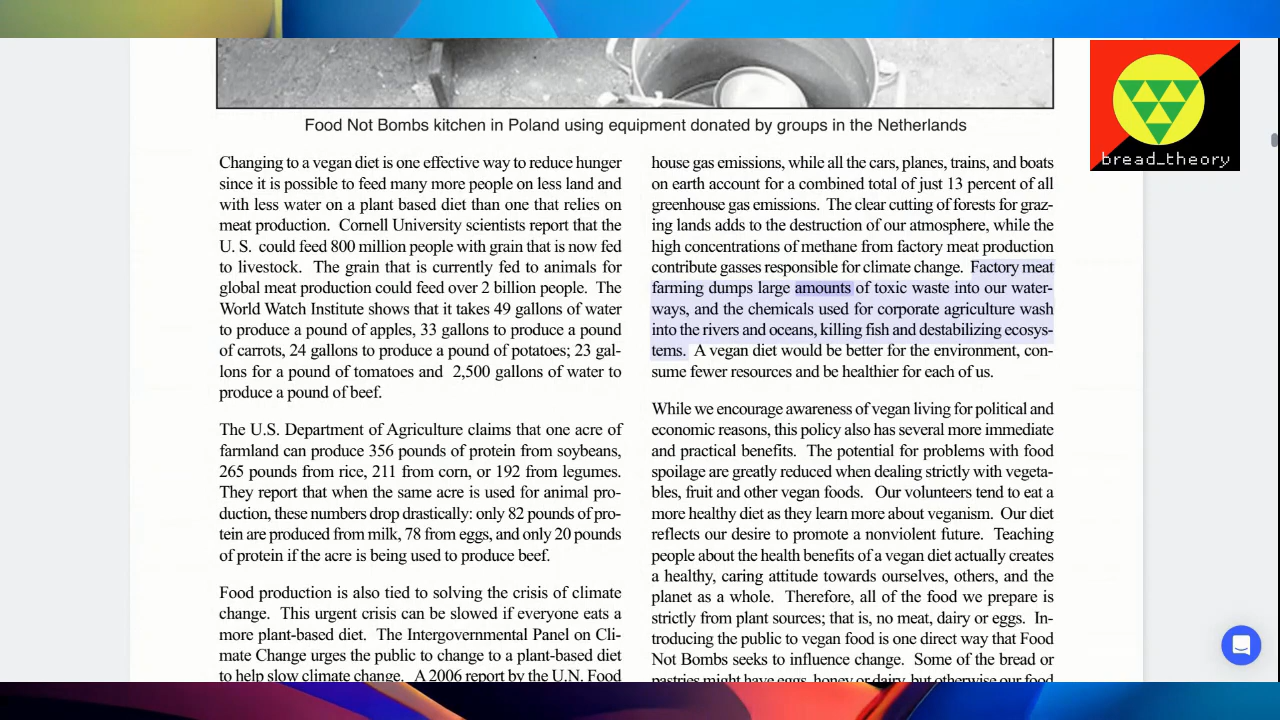 bread_theory
Food Not Bombs kitchen in Poland using equipment donated by groups in the Netherlands
Changing to a vegan diet is one effective way to reduce hunger
since it is possible to feed many more people on less land and
with less water on a plant based diet than one that relies on
meat production. Cornell University scientists report that the
U. S. could feed 800 million people with grain that is now fed
to livestock. The grain that is currently fed to animals for
global meat production could feed over 2 billion people. The
World Watch Institute shows that it takes 49 gallons of water
to produce a pound of apples, 33 gallons to produce a pound
of carrots, 24 gallons to produce a pound of potatoes; 23 gal-
lons for a pound of tomatoes and 2,500 gallons of water to
produce a pound of beef.
The U.S. Department of Agriculture claims that one acre of
farmland can produce 356 pounds of protein from soybeans,
265 pounds from rice, 211 from corn, or 192 from legumes.
They report that when the same acre is used for animal pro-
duction, these numbers drop drastically: only 82 pounds of pro-
tein are produced from milk, 78 from eggs, and only 20 pounds
of protein if the acre is being used to produce beef.
Food production is also tied to solving the crisis of climate
change. This urgent crisis can be slowed if everyone eats a
more plant-based diet. The Intergovernmental Panel on Cli-
mate Change urges the public to change to a plant-based diet
to help slow climate change. A 2006 report by the U.N. Food
house gas emissions, while all the cars, planes, trains, and boats
on earth account for a combined total of just 13 percent of all
greenhouse gas emissions. The clear cutting of forests for graz-
ing lands adds to the destruction of our atmosphere, while the
high concentrations of methane from factory meat production
contribute gasses responsible for climate change. Factory meat
farming dumps large amounts of toxic waste into our water-
ways, and the chemicals used for corporate agriculture wash
into the rivers and oceans, killing fish and destabilizing ecosys-
tems. A vegan diet would be better for the environment, con-
sume fewer resources and be healthier for each of us.
While we encourage awareness of vegan living for political and
economic reasons, this policy also has several more immediate
and practical benefits. The potential for problems with food
spoilage are greatly reduced when dealing strictly with vegeta-
bles, fruit and other vegan foods. Our volunteers tend to eat a
more healthy diet as they learn more about veganism. Our diet
reflects our desire to promote a nonviolent future. Teaching
people about the health benefits of a vegan diet actually creates
a healthy, caring attitude towards ourselves, others, and the
planet as a whole. Therefore, all of the food we prepare is
strictly from plant sources; that is, no meat, dairy or eggs. In-
troducing the public to vegan food is one direct way that Food
Not Bombs seeks to influence change. Some of the bread or
pastries might have eggs, honey or dairy, but otherwise our food